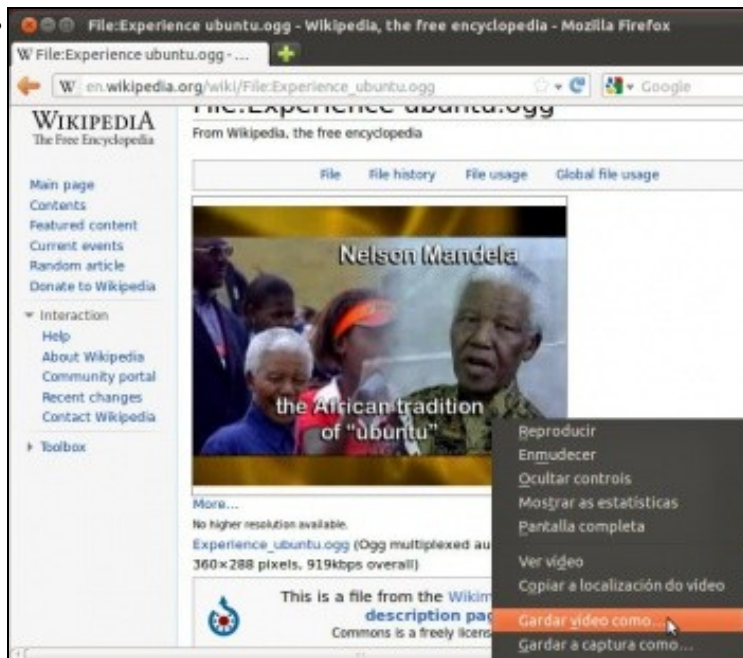 File:Experience ubuntu.ogg - Wikipedia, the free encyclopedia - Mozilla Firefox
W File:Experience ubuntu.ogg - ...
W en.wikipedia.org/wiki/File:Experience_ubuntu.ogg Google
WIKIPEDIA
The Free Encyclopedia
Main page
Contents
Featured content
Current events
Random article
Donate to Wikipedia
Interaction
Help
About Wikipedia
Community portal
Recent changes
Contact Wikipedia
Toolbox
File:Experience ubuntu.ogg
From Wikipedia, the free encyclopedia
File File history File usage Global file usage
Nelson Mandela
the African tradition
of "ubuntu"
More...
No higher resolution available.
Experience_ubuntu.ogg (Ogg multiplexed au
360×288 pixels, 919kbps overall)
This is a file from the Wikim
description pag
Commons is a freely licens
Reproducir
Enmudecer
Ocultar controis
Mostrar as estatísticas
Pantalla completa
Ver vídeo
Copiar a localización do vídeo
Gardar vídeo como...
Gardar a captura como...